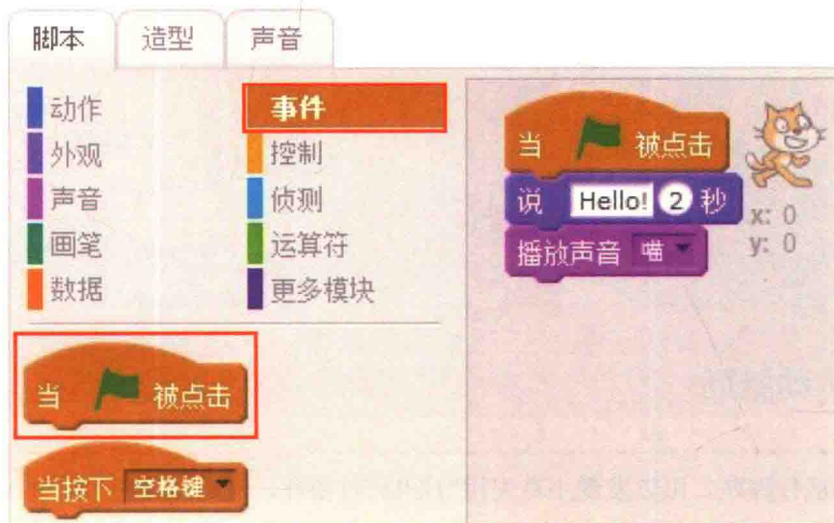 脚本 造型 声音
动作 事件
外观 控制
声音 侦测
画笔 运算符
数据 更多模块
当 被点击
当按下 空格键
当 被点击
说 Hello! 2 秒
播放声音 喵
x: 0
y: 0